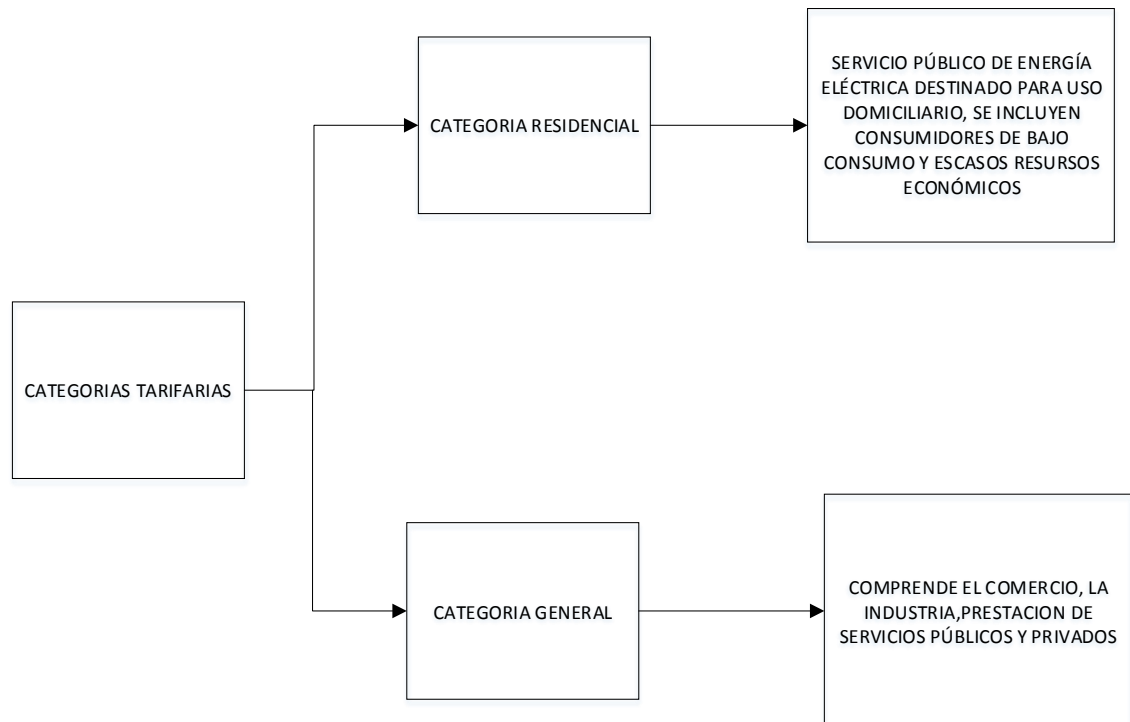 CATEGORIAS TARIFARIAS
CATEGORIA RESIDENCIAL
SERVICIO PÚBLICO DE ENERGÍA
ELÉCTRICA DESTINADO PARA USO
DOMICILIARIO, SE INCLUYEN
CONSUMIDORES DE BAJO
CONSUMO Y ESCASOS RESURSOS
ECONÓMICOS
CATEGORIA GENERAL
COMPRENDE EL COMERCIO, LA
INDUSTRIA,PRESTACION DE
SERVICIOS PÚBLICOS Y PRIVADOS